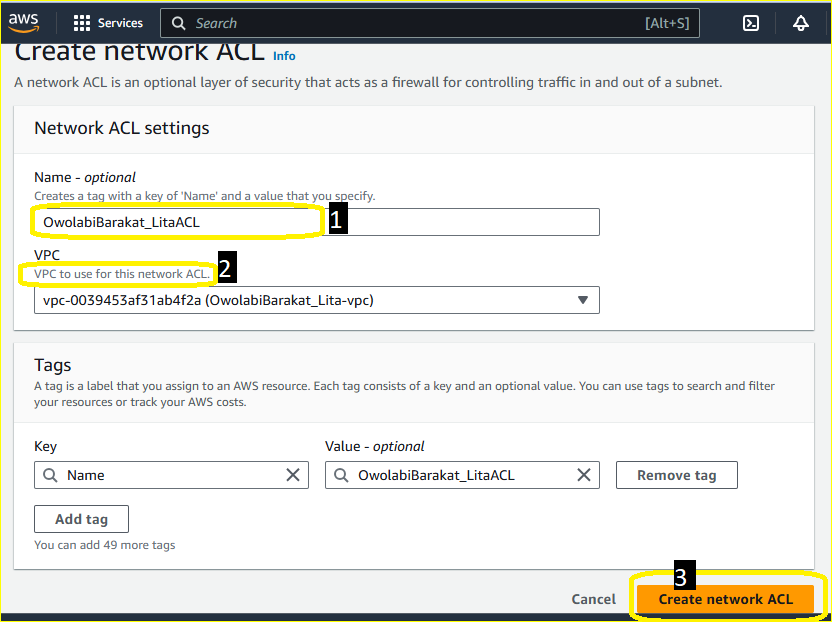 aws Services Search [Alt+S]
Create network ACL Info
A network ACL is an optional layer of security that acts as a firewall for controlling traffic in and out of a subnet.
Network ACL settings
Name - optional
Creates a tag with a key of 'Name' and a value that you specify.
OwolabiBarakat_LitaACL 1
VPC
VPC to use for this network ACL. 2
vpc-0039453af31ab4f2a (OwolabiBarakat_Lita-vpc)
Tags
A tag is a label that you assign to an AWS resource. Each tag consists of a key and an optional value. You can use tags to search and filter
your resources or track your AWS costs.
Key Value - optional
Name OwolabiBarakat_LitaACL Remove tag
Add tag
You can add 49 more tags
3
Cancel Create network ACL